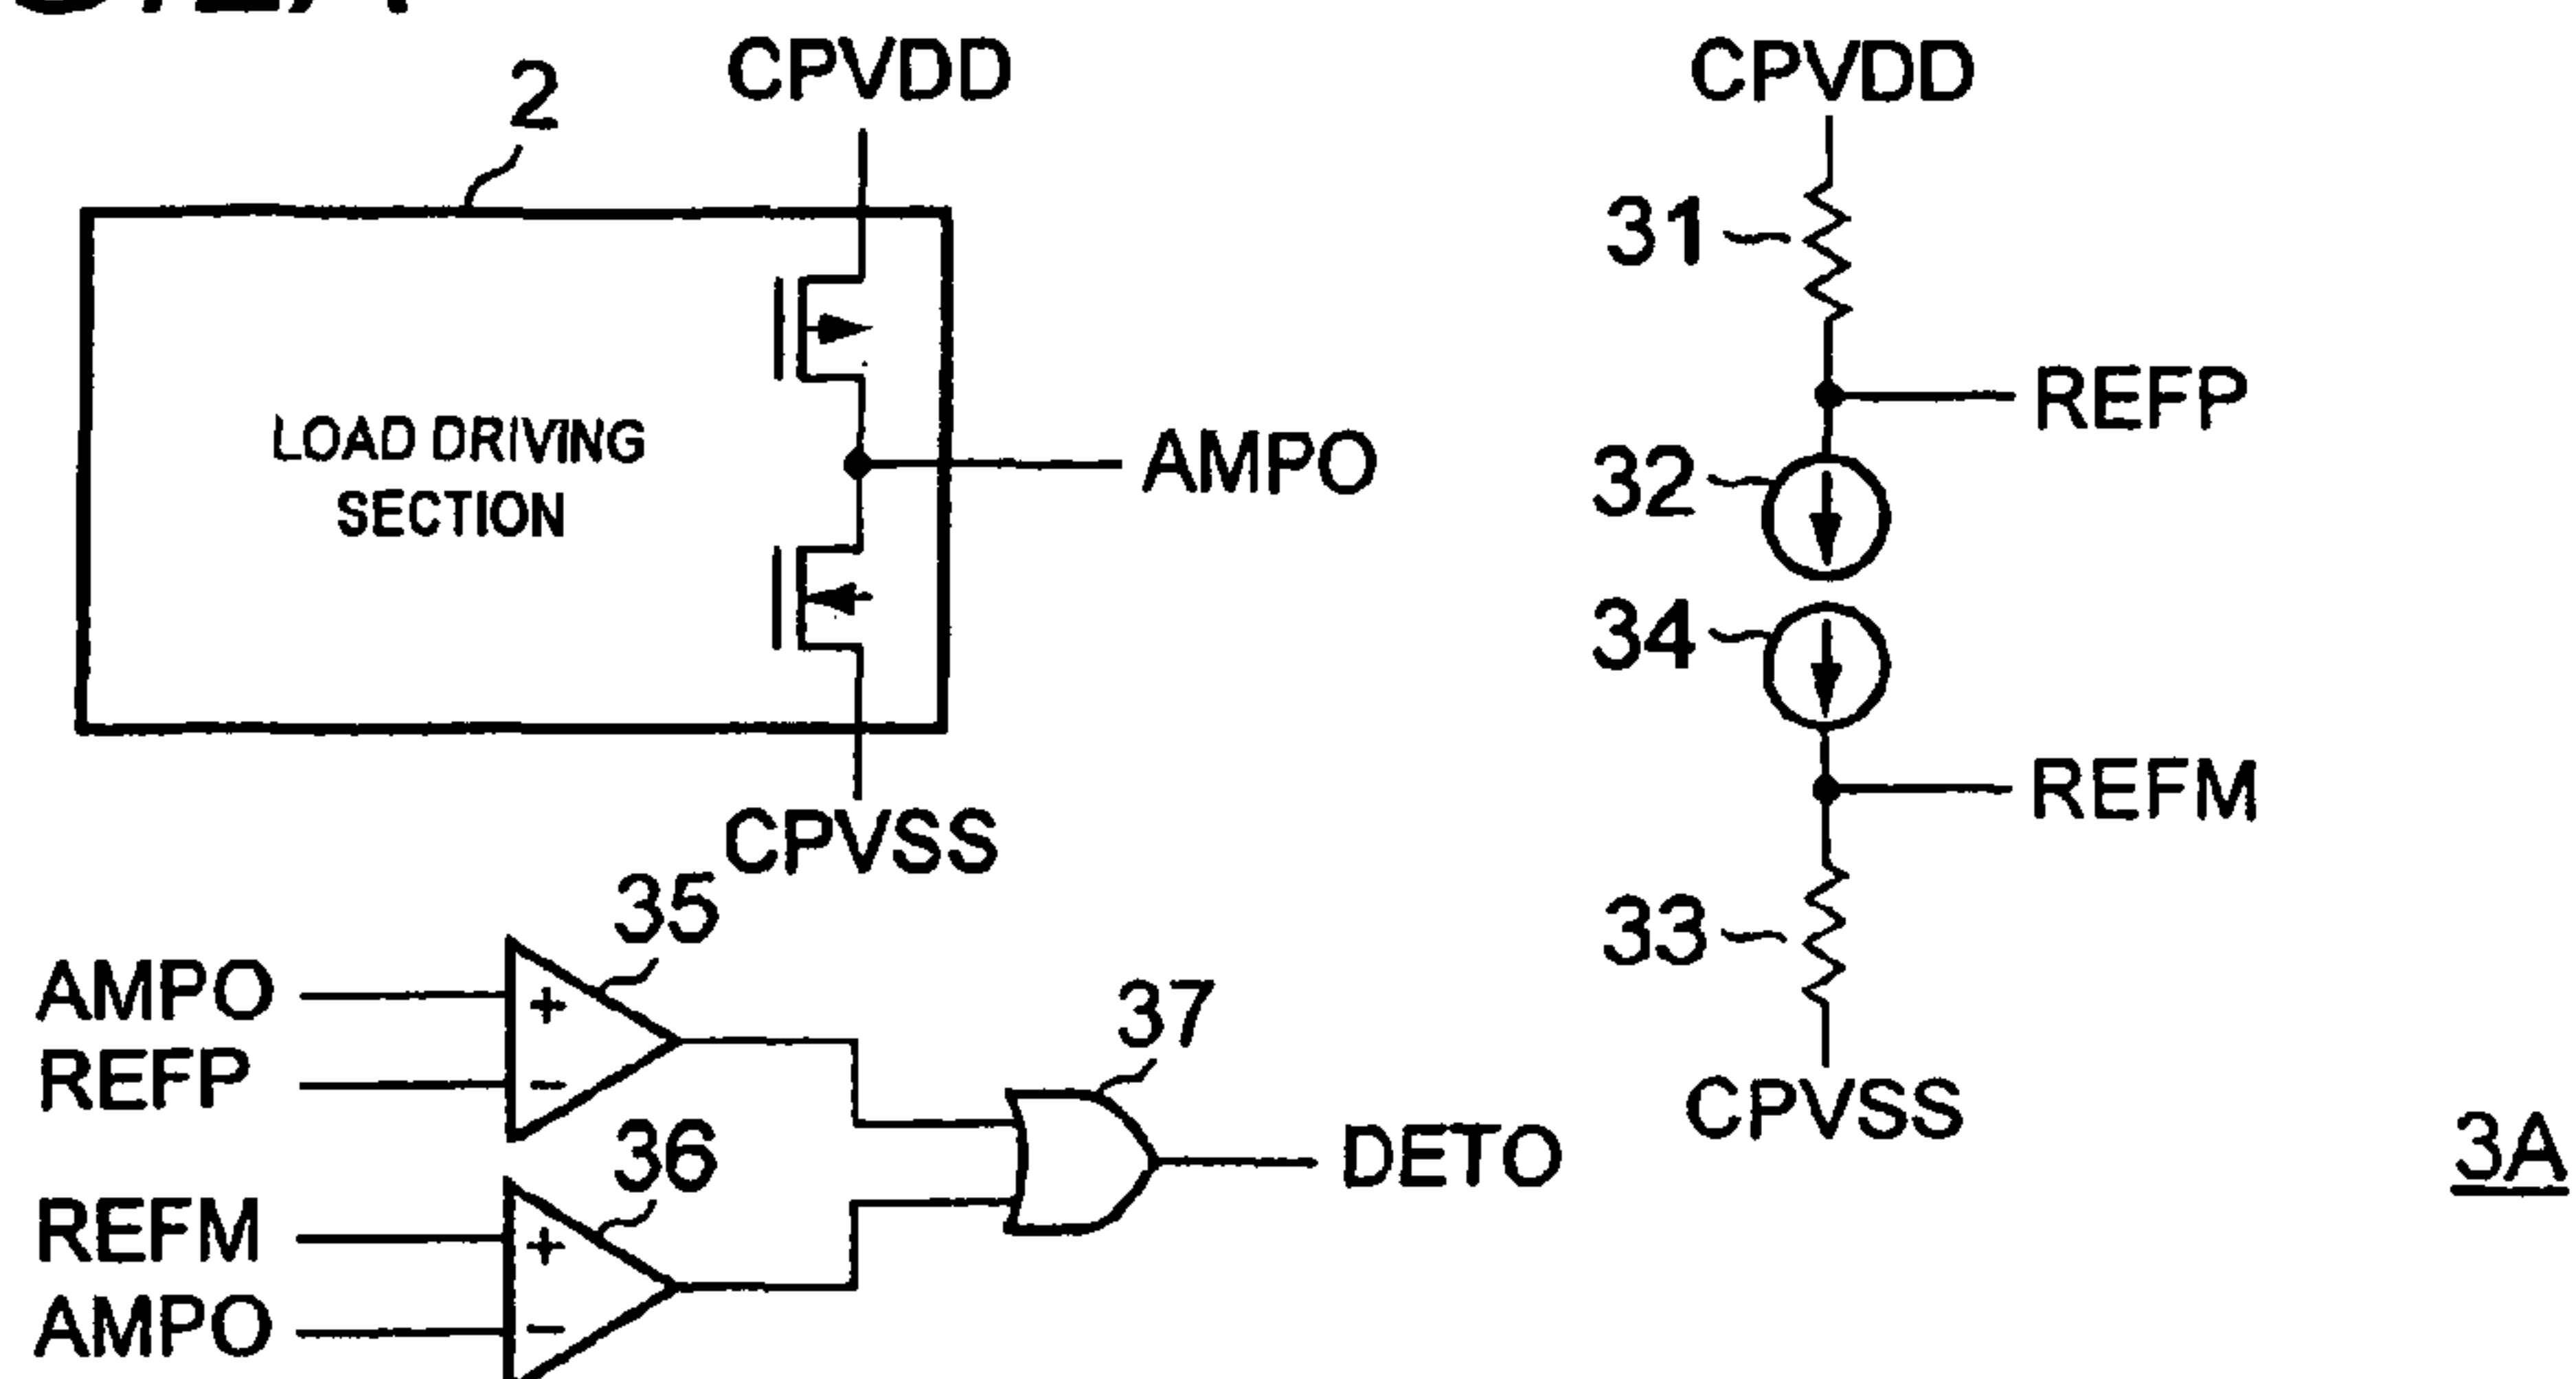 2
CPVDD
LOAD DRIVING
SECTION
AMPO
CPVSS
CPVDD
31
REFP
32
34
REFM
33
CPVSS
35
AMPO
+
REFP
−
36
REFM
+
AMPO
−
37
DETO
3A